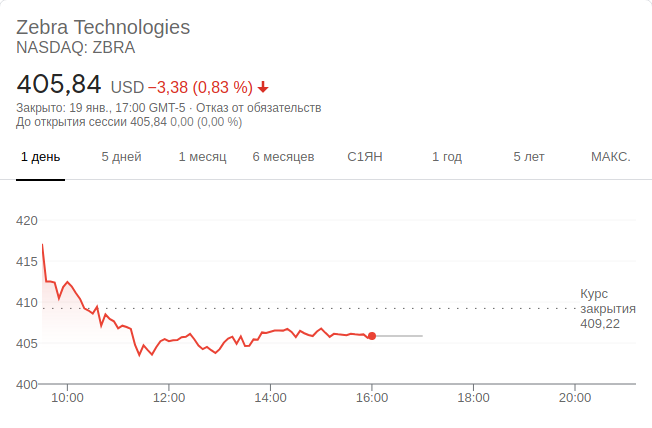 Zebra Technologies
NASDAQ: ZBRA
405,84 USD −3,38 (0,83 %)
Закрыто: 19 янв., 17:00 GMT-5 · Отказ от обязательств
До открытия сессии 405,84 0,00 (0,00 %)
1 день 5 дней 1 месяц 6 месяцев С1ЯН 1 год 5 лет МАКС.
420
415
410
405
400
Курс
закрытия
409,22
10:00 12:00 14:00 16:00 18:00 20:00